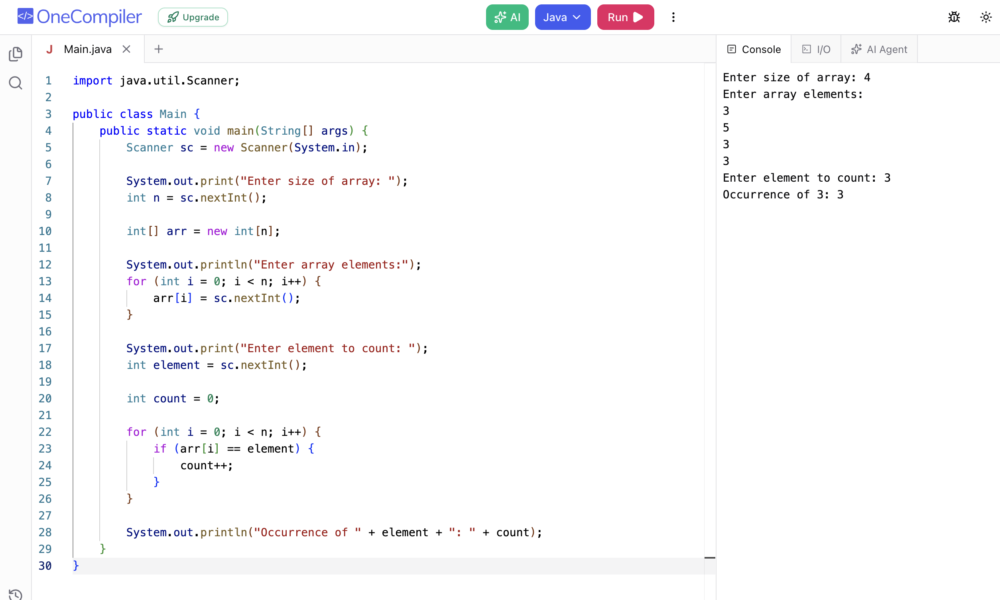 </> OneCompiler Upgrade AI Java Run
J Main.java
Console I/O AI Agent
1 import java.util.Scanner;
2
3 public class Main {
4     public static void main(String[] args) {
5         Scanner sc = new Scanner(System.in);
6
7         System.out.print("Enter size of array: ");
8         int n = sc.nextInt();
9
10         int[] arr = new int[n];
11
12         System.out.println("Enter array elements:");
13         for (int i = 0; i < n; i++) {
14             arr[i] = sc.nextInt();
15         }
16
17         System.out.print("Enter element to count: ");
18         int element = sc.nextInt();
19
20         int count = 0;
21
22         for (int i = 0; i < n; i++) {
23             if (arr[i] == element) {
24                 count++;
25             }
26         }
27
28         System.out.println("Occurrence of " + element + ": " + count);
29     }
30 }
Enter size of array: 4
Enter array elements:
3
5
3
3
Enter element to count: 3
Occurrence of 3: 3